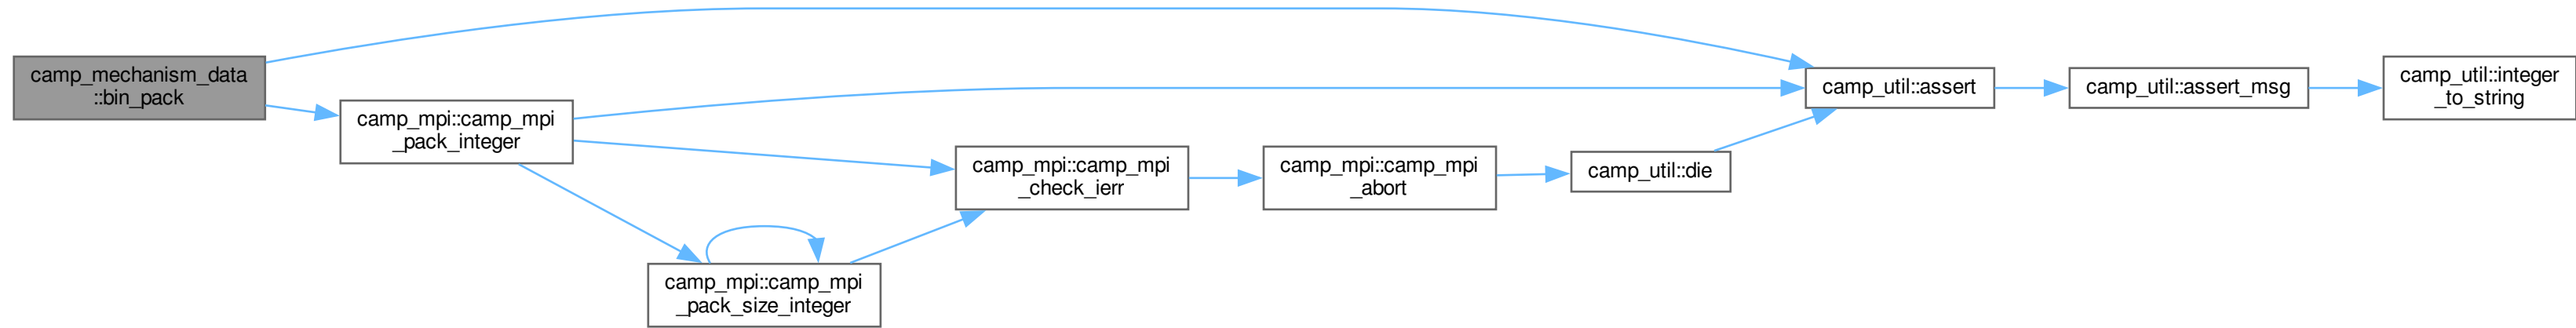 camp_mechanism_data
::bin_pack
camp_mpi::camp_mpi
_pack_integer
camp_mpi::camp_mpi
_pack_size_integer
camp_mpi::camp_mpi
_check_ierr
camp_mpi::camp_mpi
_abort
camp_util::die
camp_util::assert
camp_util::assert_msg
camp_util::integer
_to_string